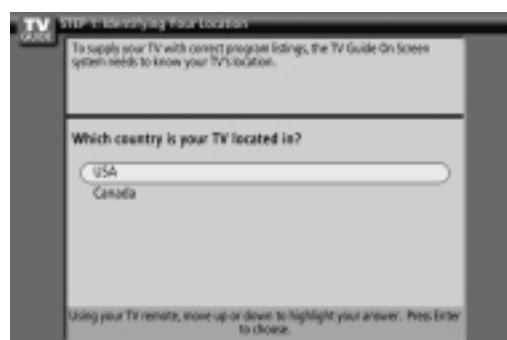 TV
GUIDE
STEP 1: Identifying Your Location
To supply your TV with correct program listings, the TV Guide On Screen
system needs to know your TV's location.
Which country is your TV located in?
USA
Canada
Using your TV remote, move up or down to highlight your answer. Press Enter
to choose.